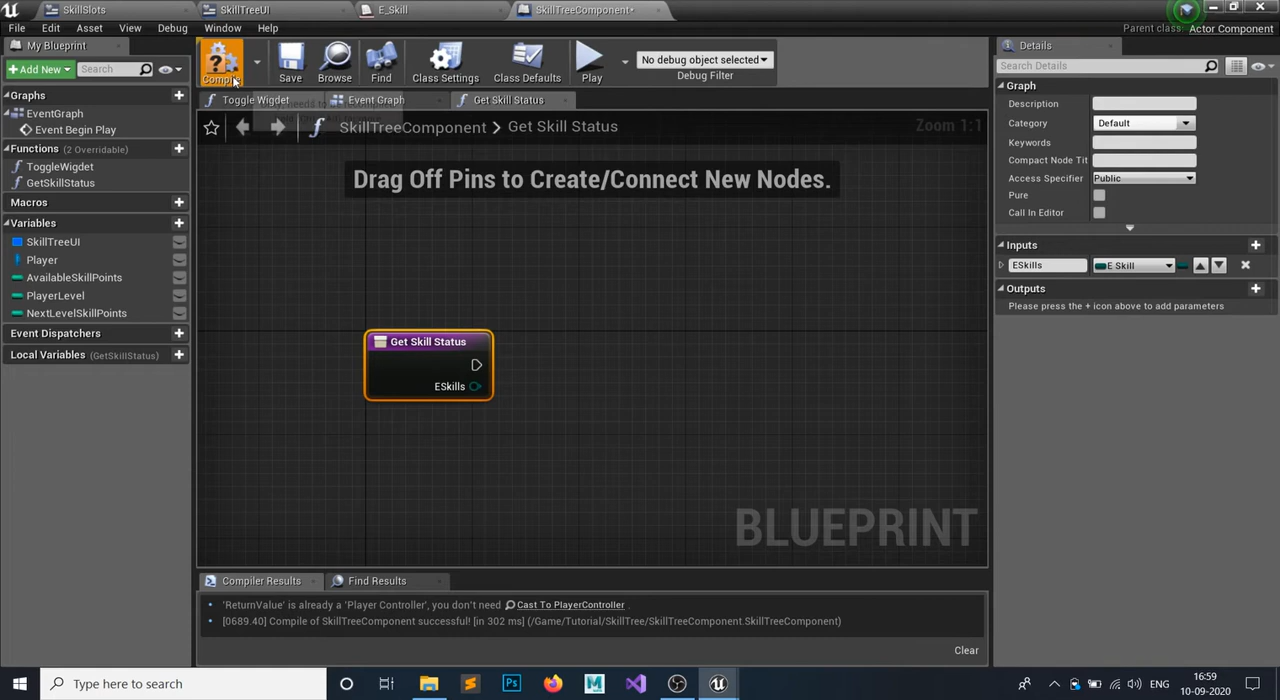 SkillSlots
SkillTreeUI
E_Skill
SkillTreeComponent*
File
Edit
Asset
View
Debug
Window
Help
Parent class:
Actor Component
My Blueprint
Add New
Search
Compile
Save
Browse
Find
Class Settings
Class Defaults
Play
No debug object selected
Debug Filter
Details
Search Details
Graphs
EventGraph
Event Begin Play
Functions (2 Overridable)
ToggleWigdet
GetSkillStatus
Macros
Variables
SkillTreeUI
Player
AvailableSkillPoints
PlayerLevel
NextLevelSkillPoints
Event Dispatchers
Local Variables (GetSkillStatus)
Toggle Wigdet
Event Graph
Get Skill Status
SkillTreeComponent > Get Skill Status
Zoom 1:1
Drag Off Pins to Create/Connect New Nodes.
Get Skill Status
ESkills
BLUEPRINT
Graph
Description
Category
Default
Keywords
Compact Node Tit
Access Specifier
Public
Pure
Call In Editor
Inputs
ESkills
E Skill
Outputs
Please press the + icon above to add parameters
Compiler Results
Find Results
'ReturnValue' is already a 'Player Controller', you don't need Cast To PlayerController .
[0689.40] Compile of SkillTreeComponent successful! [in 302 ms] (/Game/Tutorial/SkillTree/SkillTreeComponent.SkillTreeComponent)
Clear
Type here to search
Ps
ENG
16:59
10-09-2020